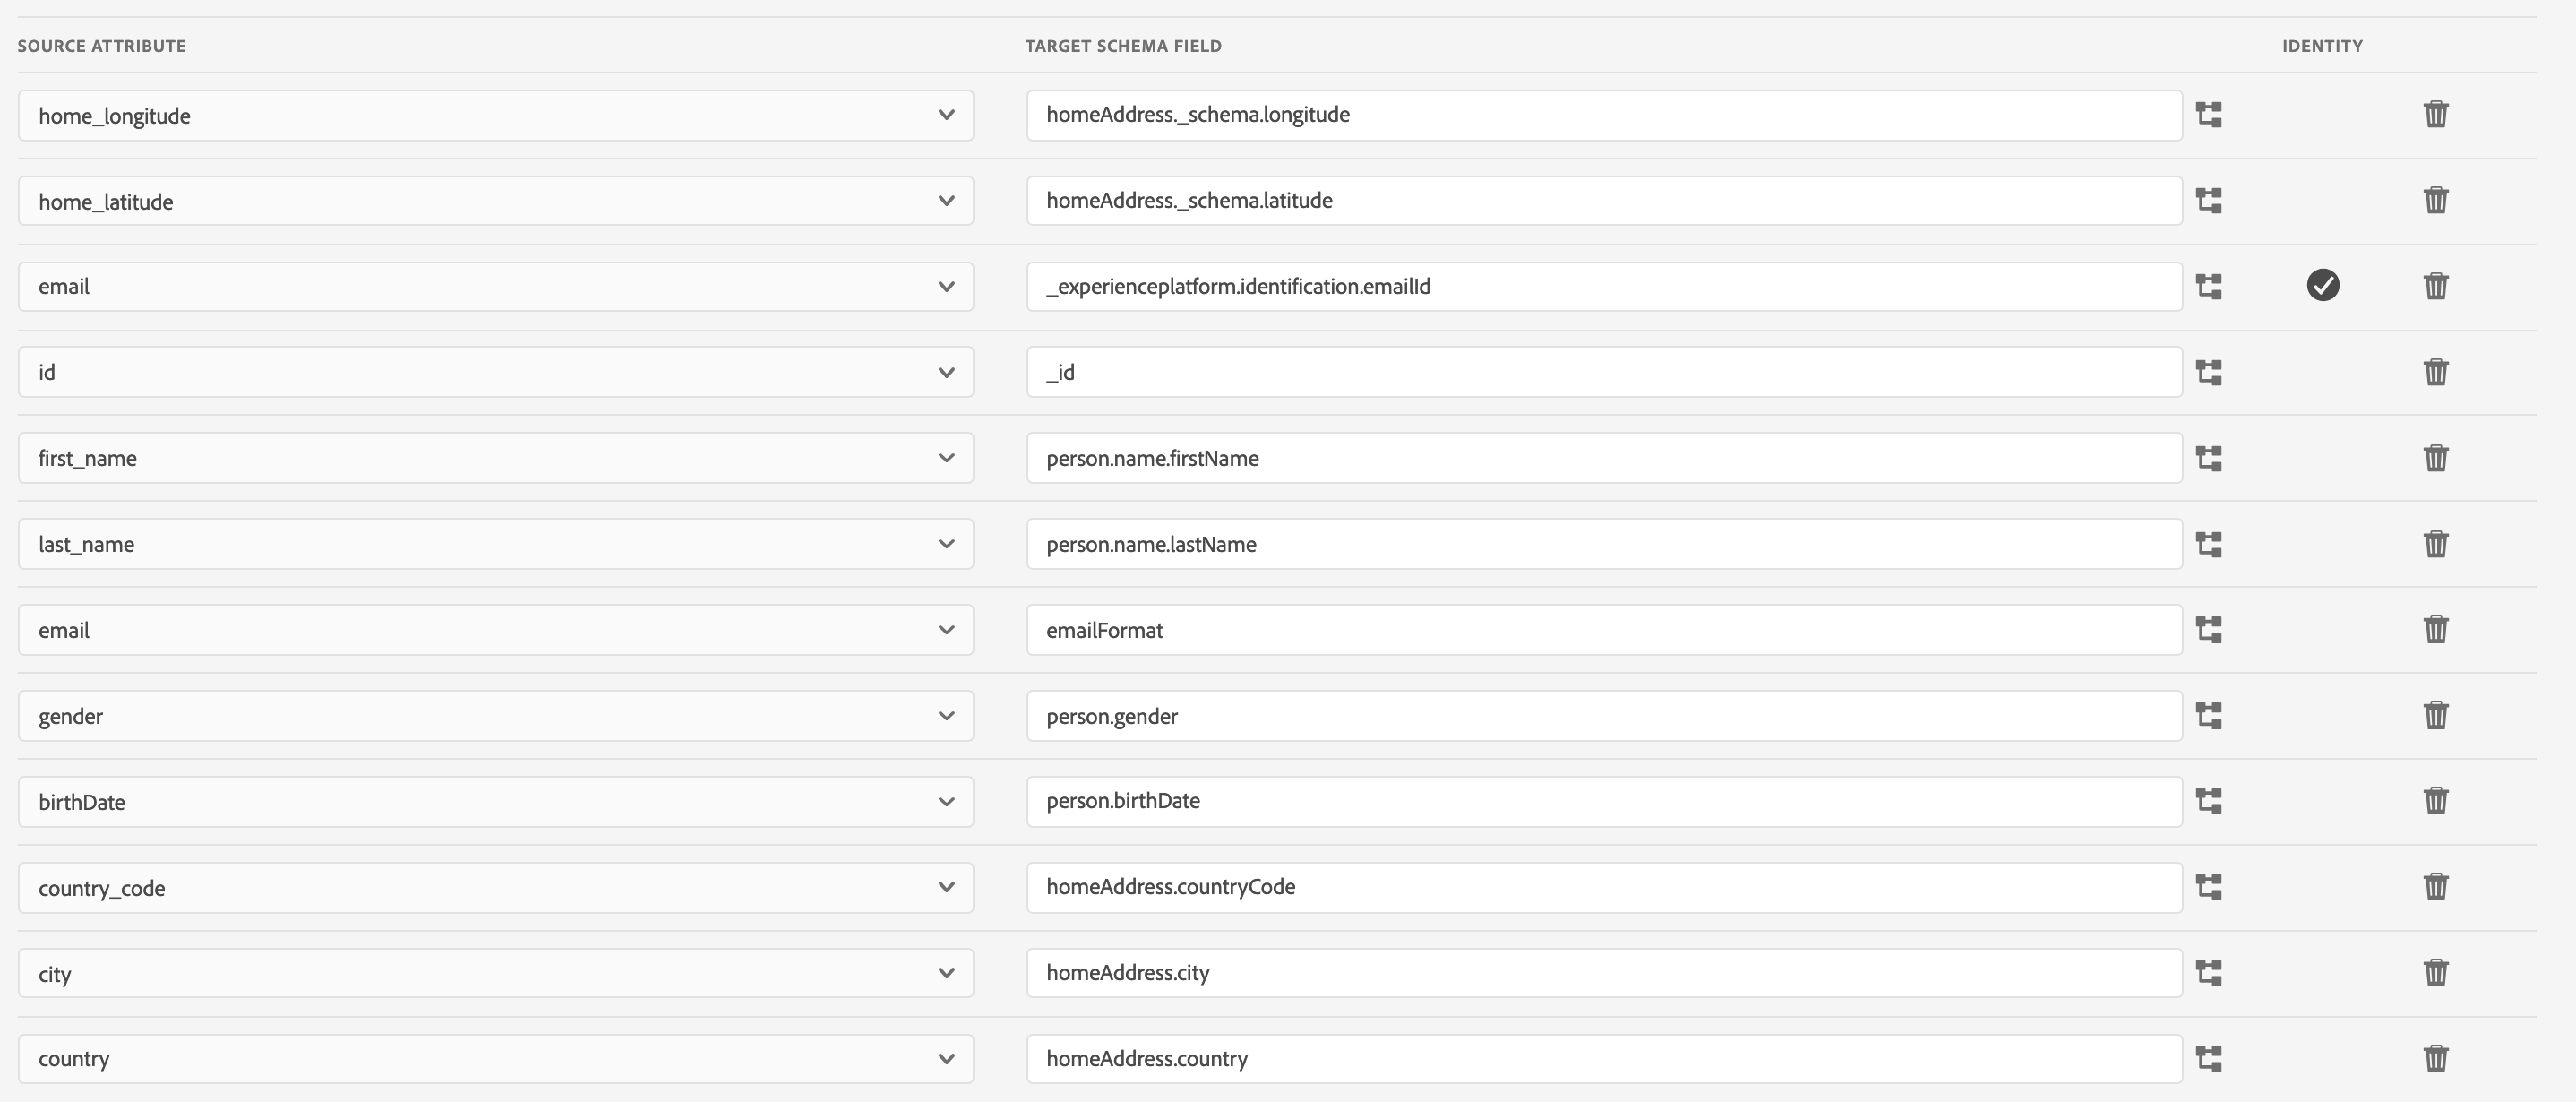 SOURCE ATTRIBUTE TARGET SCHEMA FIELD IDENTITY
home_longitude homeAddress._schema.longitude
home_latitude homeAddress._schema.latitude
email _experienceplatform.identification.emailId
id _id
first_name person.name.firstName
last_name person.name.lastName
email emailFormat
gender person.gender
birthDate person.birthDate
country_code homeAddress.countryCode
city homeAddress.city
country homeAddress.country